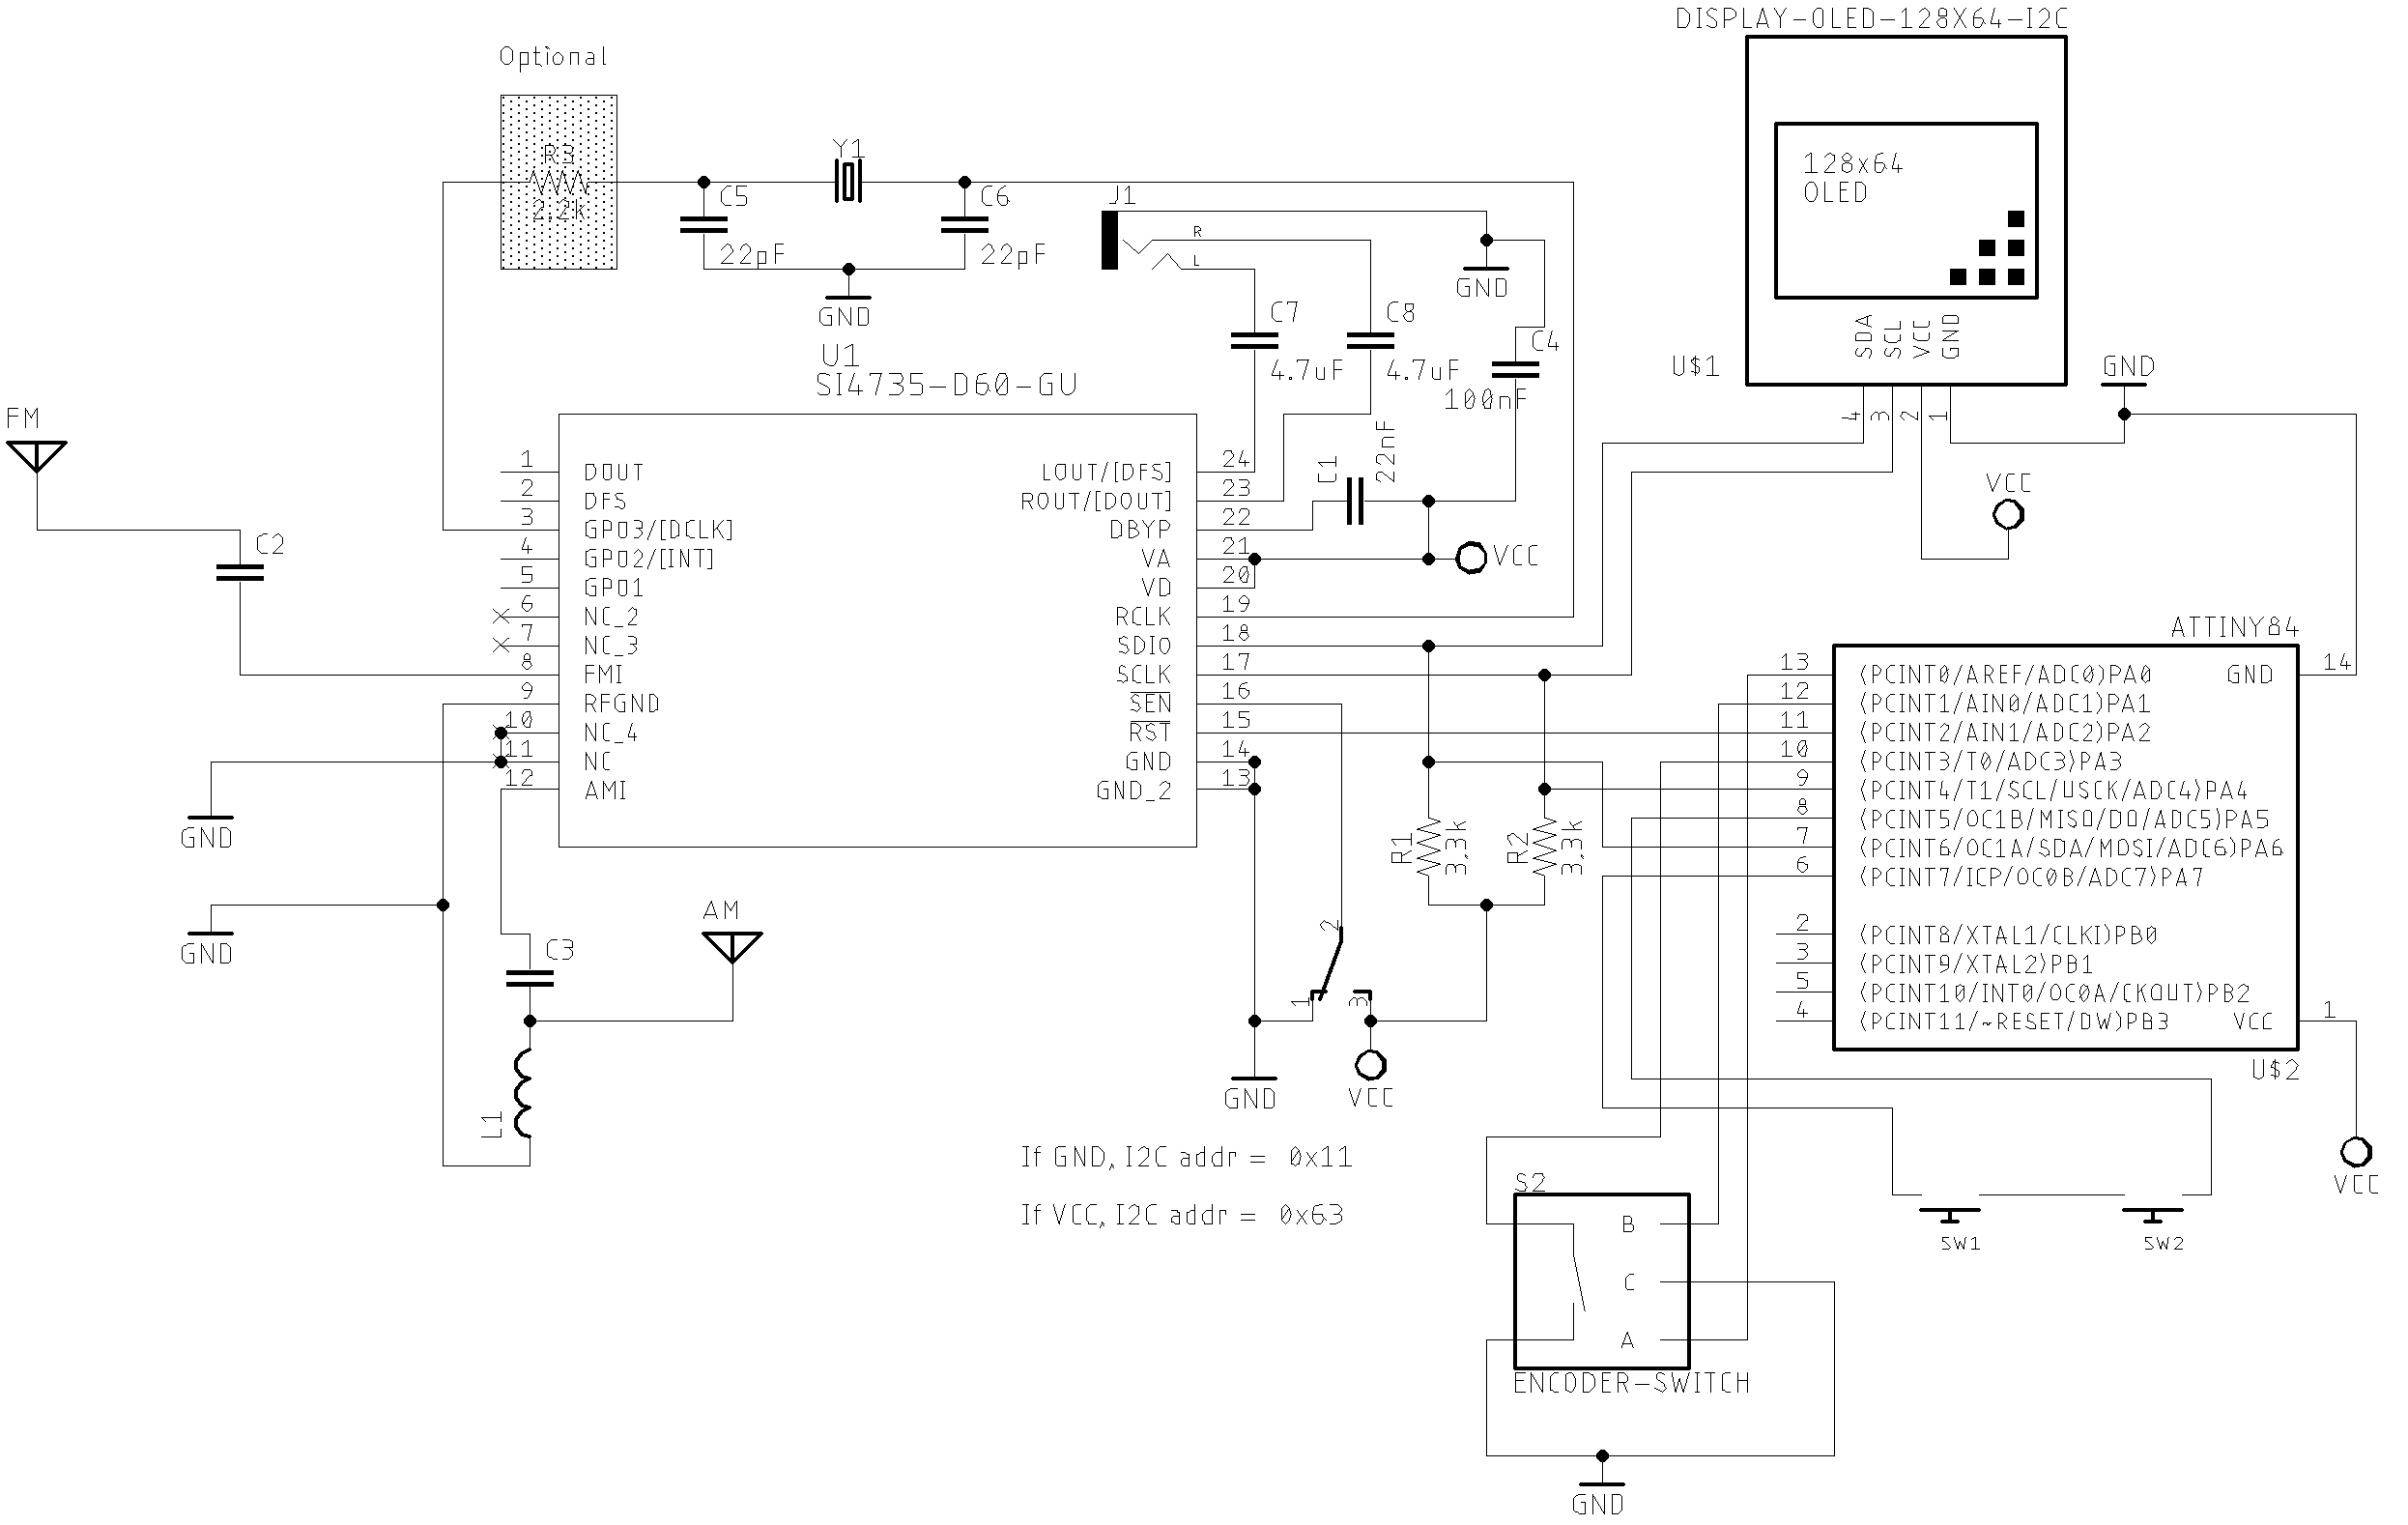 DISPLAY-OLED-128X64-I2C
Optional
R3
2,2k
Y1
C5
22pF
C6
22pF
GND
J1
R
L
GND
C7
4.7uF
C8
4.7uF
C4
100nF
128x64
OLED
SDA
SCL
VCC
GND
U$1
4
3
2
1
GND
VCC
U1
SI4735-D60-GU
FM
C2
1 DOUT
2 DFS
3 GPO3/[DCLK]
4 GPO2/[INT]
5 GPO1
6 NC_2
7 NC_3
8 FMI
9 RFGND
10 NC_4
11 NC
12 AMI
LOUT/[DFS] 24
ROUT/[DOUT] 23
DBYP 22
VA 21
VD 20
RCLK 19
SDIO 18
SCLK 17
SEN 16
RST 15
GND 14
GND_2 13
C1
22nF
VCC
GND
GND
C3
AM
L1
R1
3,3k
R2
3,3k
2
1
3
GND
VCC
If GND, I2C addr = 0x11
If VCC, I2C addr = 0x63
ATTINY84
13 (PCINT0/AREF/ADC0)PA0
12 (PCINT1/AIN0/ADC1)PA1
11 (PCINT2/AIN1/ADC2)PA2
10 (PCINT3/T0/ADC3)PA3
9 (PCINT4/T1/SCL/USCK/ADC4)PA4
8 (PCINT5/OC1B/MISO/DO/ADC5)PA5
7 (PCINT6/OC1A/SDA/MOSI/ADC6)PA6
6 (PCINT7/ICP/OC0B/ADC7)PA7
2 (PCINT8/XTAL1/CLKI)PB0
3 (PCINT9/XTAL2)PB1
5 (PCINT10/INT0/OC0A/CKOUT)PB2
4 (PCINT11/~RESET/DW)PB3
GND 14
VCC 1
U$2
VCC
SW1
SW2
S2
B
C
A
ENCODER-SWITCH
GND